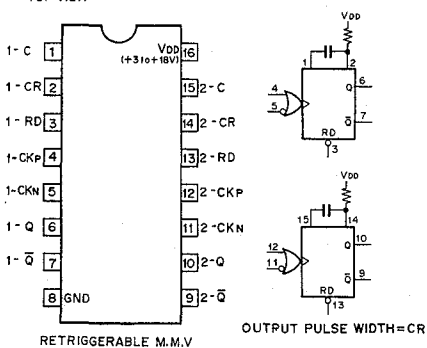 1-C 1
1-CR 2
1-RD 3
1-CKP 4
1-CKN 5
1-Q 6
1-Q̅ 7
8 GND
VDD 16
(+3 to +18V)
15 2-C
14 2-CR
13 2-RD
12 2-CKP
11 2-CKN
10 2-Q
9 2-Q̅
RETRIGGERABLE M.M.V
VDD
1 2
4
5
Q 6
Q̅ 7
RD
3
VDD
15 14
12
11
Q 10
Q̅ 9
RD
13
OUTPUT PULSE WIDTH=CR